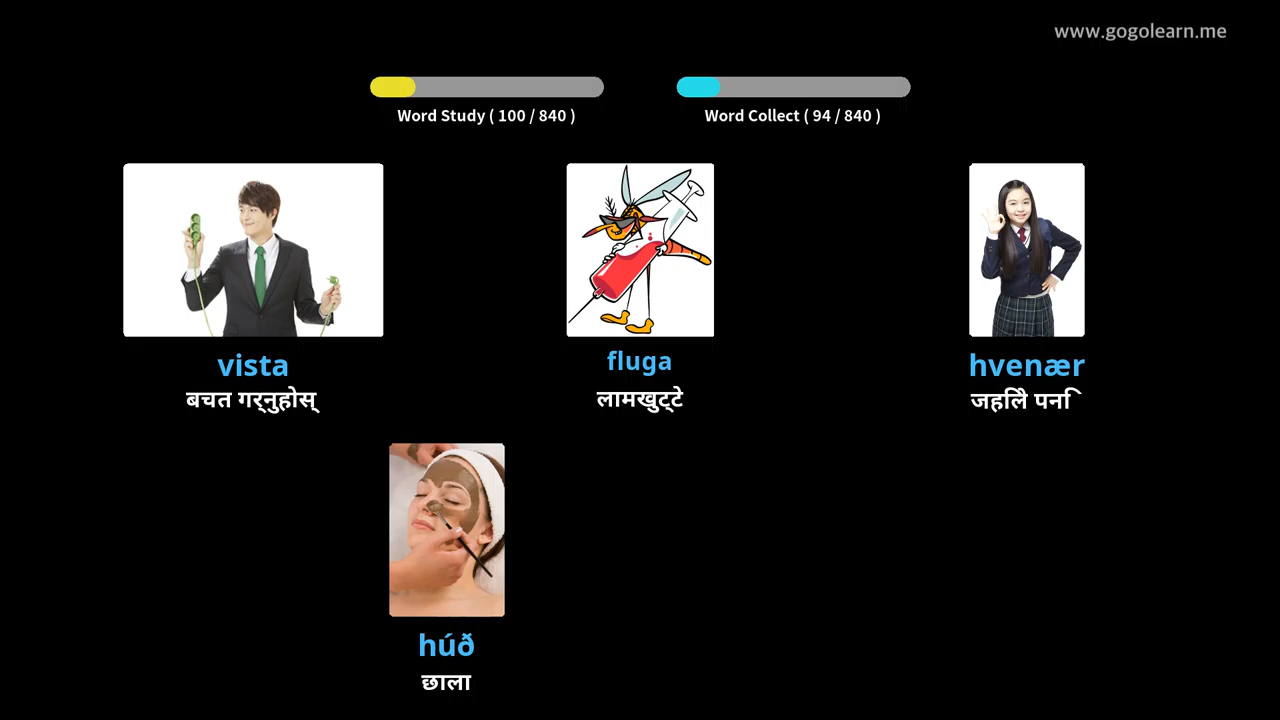 www.gogolearn.me
Word Study ( 100 / 840 )
Word Collect ( 94 / 840 )
vista
बचत गर्नुहोस्
fluga
लामखुट्टे
hvenær
जहिले पनि
húð
छाला